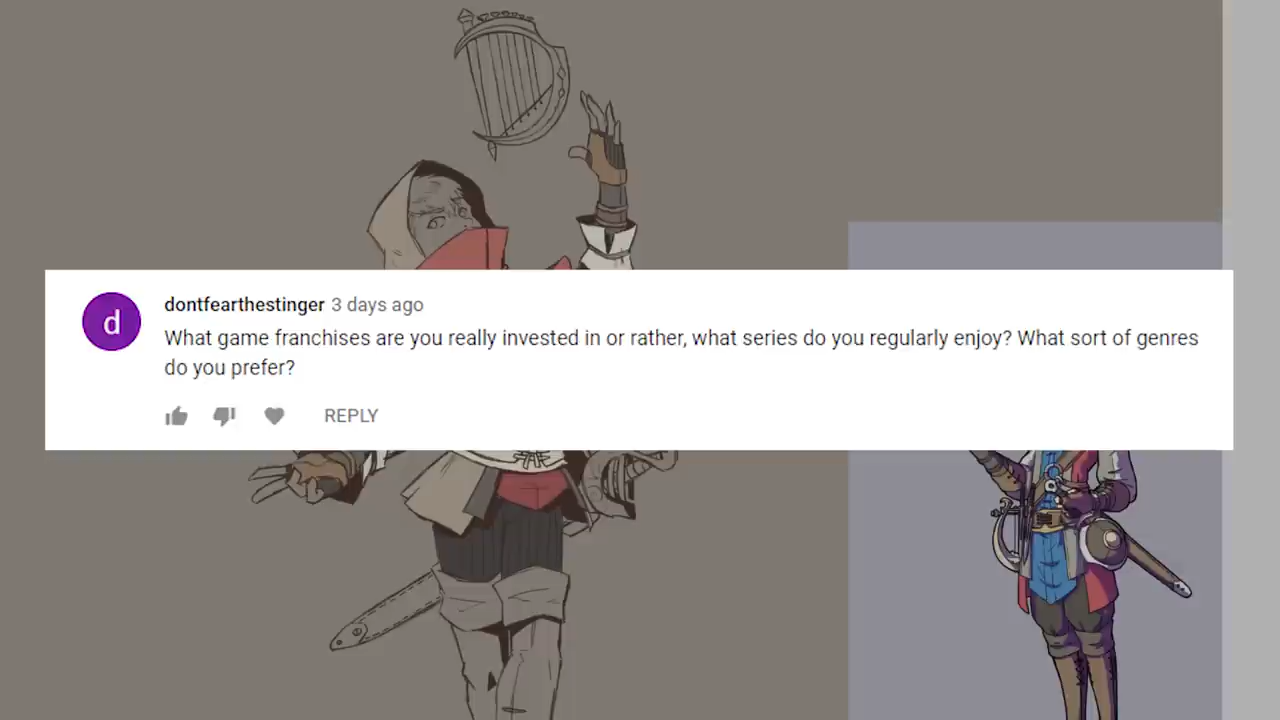 d
dontfearthestinger 3 days ago
What game franchises are you really invested in or rather, what series do you regularly enjoy? What sort of genres
do you prefer?
REPLY